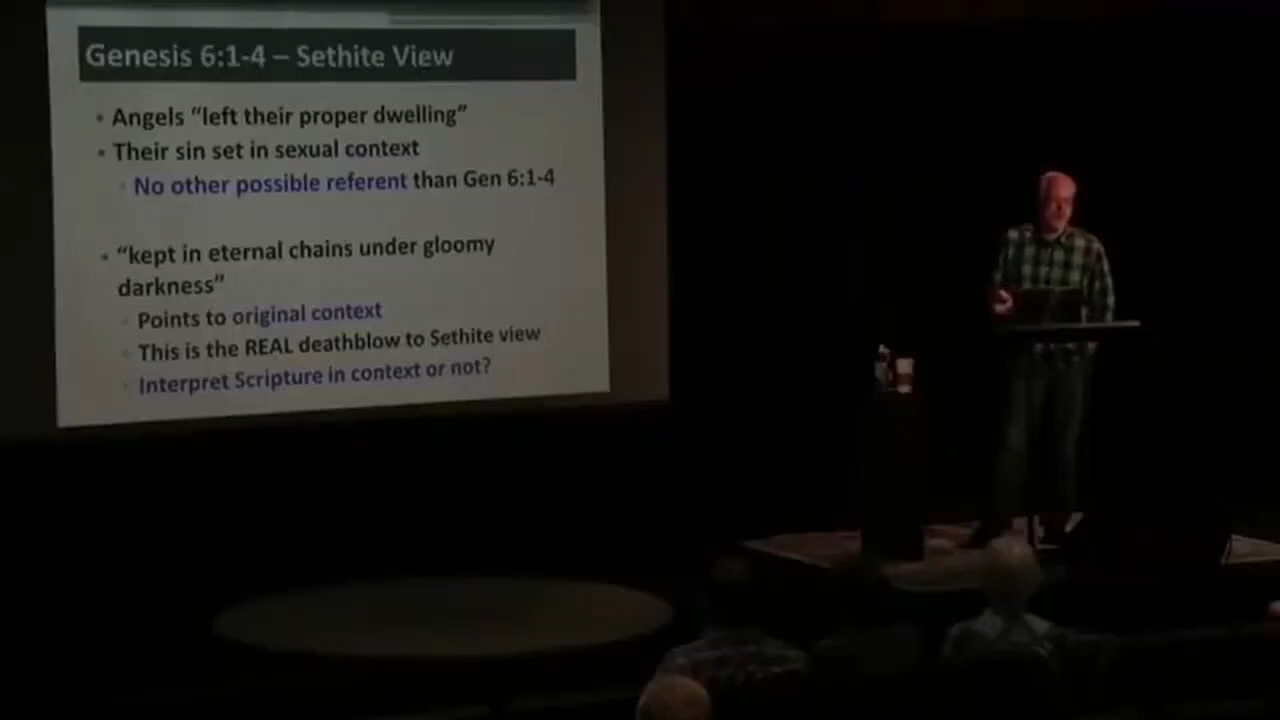 Genesis 6:1-4 – Sethite View
• Angels “left their proper dwelling”
• Their sin set in sexual context
• No other possible referent than Gen 6:1-4
• “kept in eternal chains under gloomy
darkness”
• Points to original context
• This is the REAL deathblow to Sethite view
• Interpret Scripture in context or not?